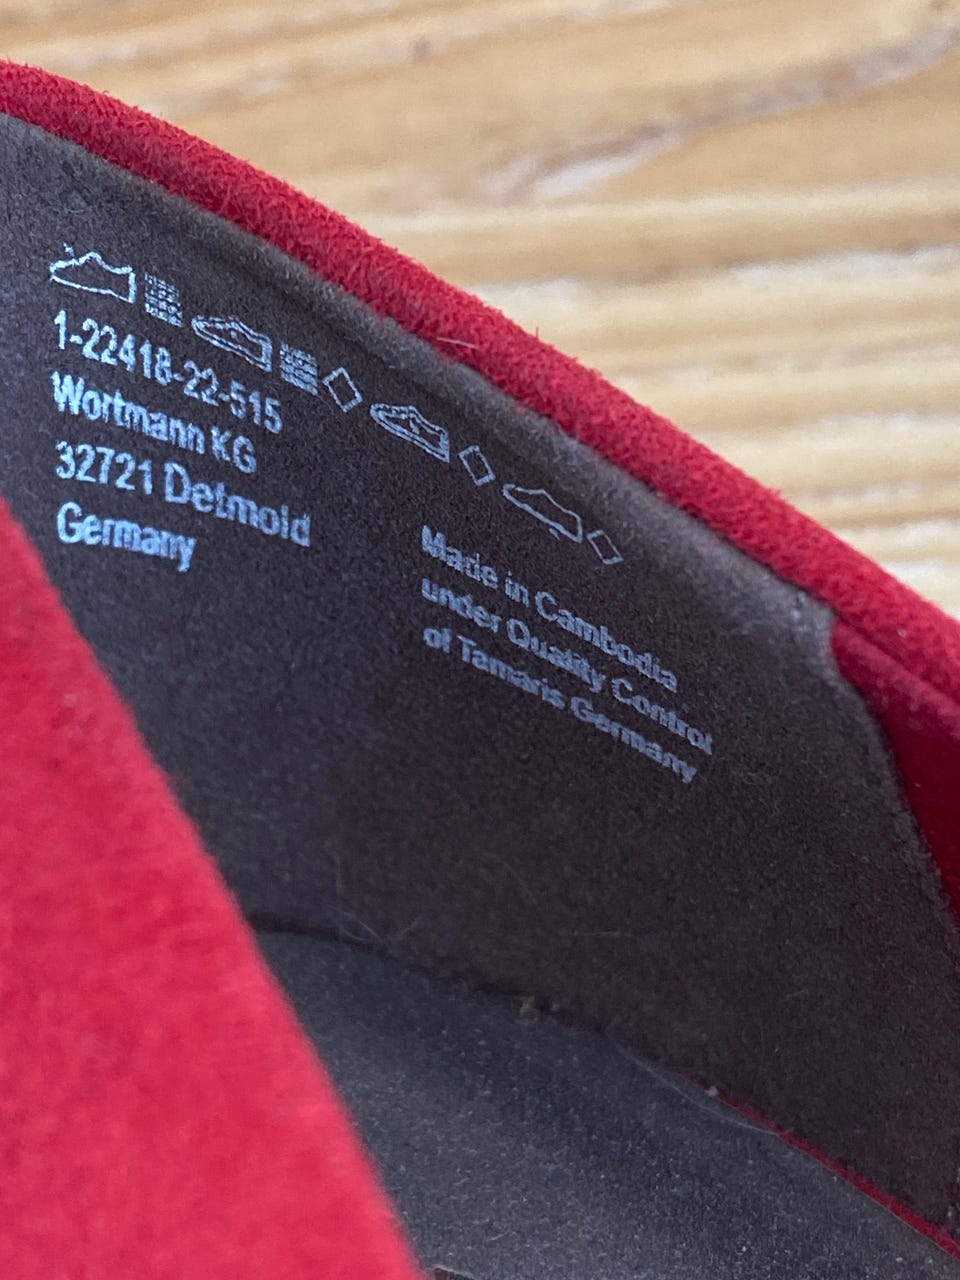 1-22418-22-515
Wortmann KG
32721 Detmold
Germany
Made in Cambodia
under Quality Control
of Tamaris Germany